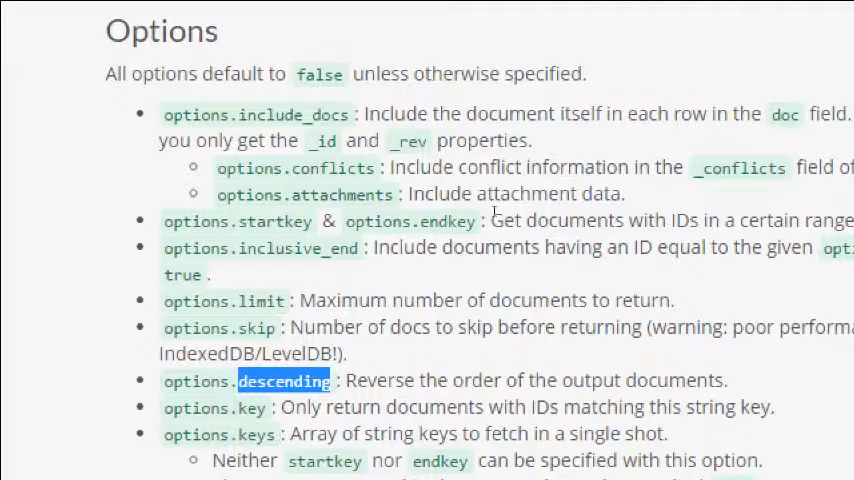 Options
All options default to false unless otherwise specified.
options.include_docs : Include the document itself in each row in the doc field.
you only get the _id and _rev properties.
options.conflicts : Include conflict information in the _conflicts field of
options.attachments : Include attachment data.
options.startkey & options.endkey : Get documents with IDs in a certain range
options.inclusive_end : Include documents having an ID equal to the given opti
true .
options.limit : Maximum number of documents to return.
options.skip : Number of docs to skip before returning (warning: poor performa
IndexedDB/LevelDB!).
options.descending : Reverse the order of the output documents.
options.key : Only return documents with IDs matching this string key.
options.keys : Array of string keys to fetch in a single shot.
Neither startkey nor endkey can be specified with this option.